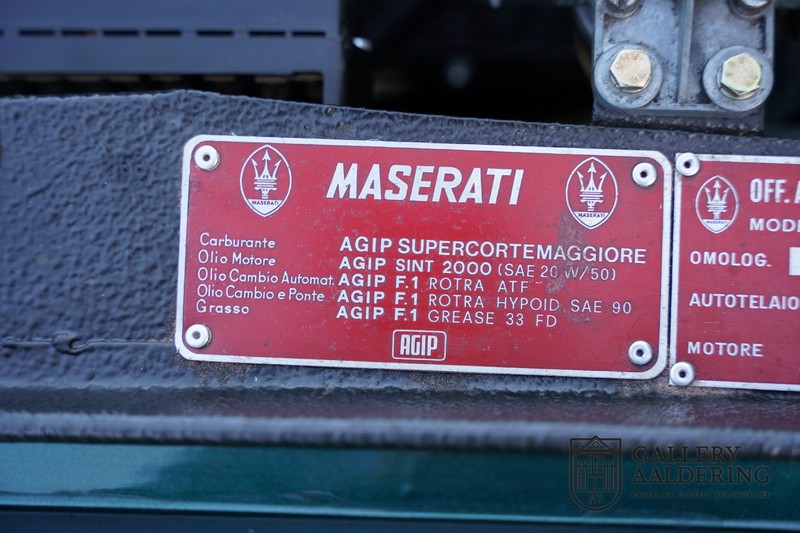 MASERATI
MASERATI
MASERATI
Carburante AGIP SUPERCORTEMAGGIORE
Olio Motore AGIP SINT 2000 (SAE 20 W/50)
Olio Cambio Automat. AGIP F.1 ROTRA ATF
Olio Cambio e Ponte AGIP F.1 ROTRA HYPOID SAE 90
Grasso AGIP F.1 GREASE 33 FD
AGIP
MASERATI
OFF. A
MODE
OMOLOG.
AUTOTELAIO
MOTORE
GALLERY
AALDERING